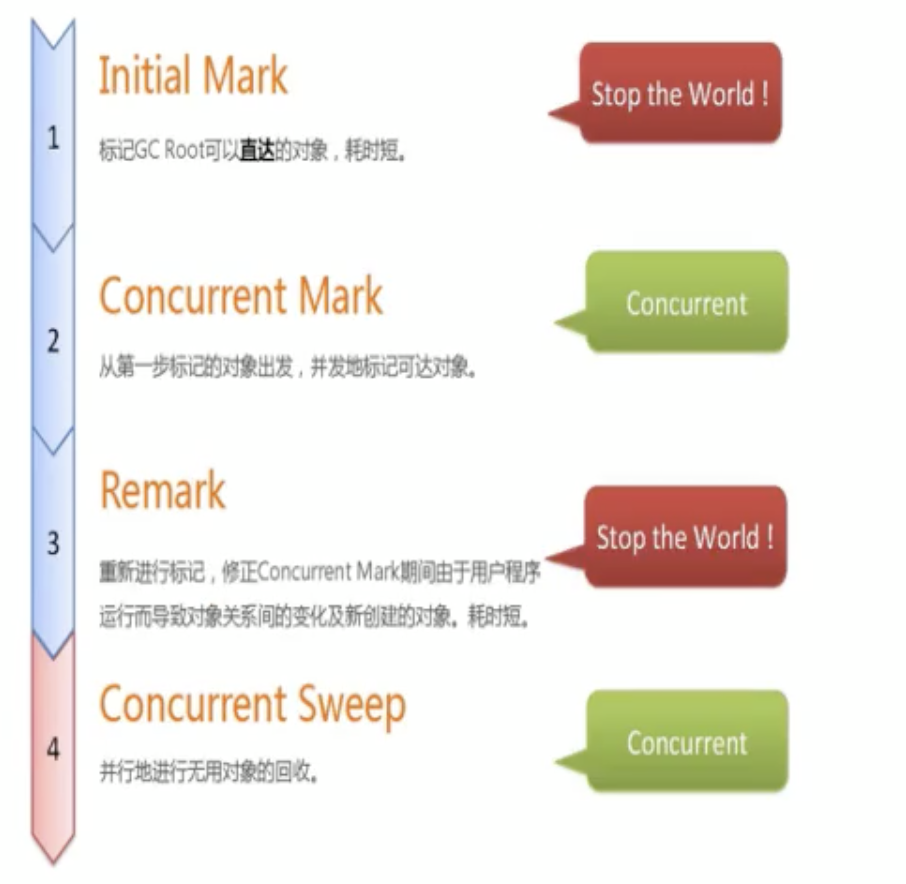 1
Initial Mark
标记GC Root可以直达的对象，耗时短。
Stop the World !
2
Concurrent Mark
从第一步标记的对象出发，并发地标记可达对象。
Concurrent
3
Remark
重新进行标记，修正Concurrent Mark期间由于用户程序
运行而导致对象关系间的变化及新创建的对象。耗时短。
Stop the World !
4
Concurrent Sweep
并行地进行无用对象的回收。
Concurrent